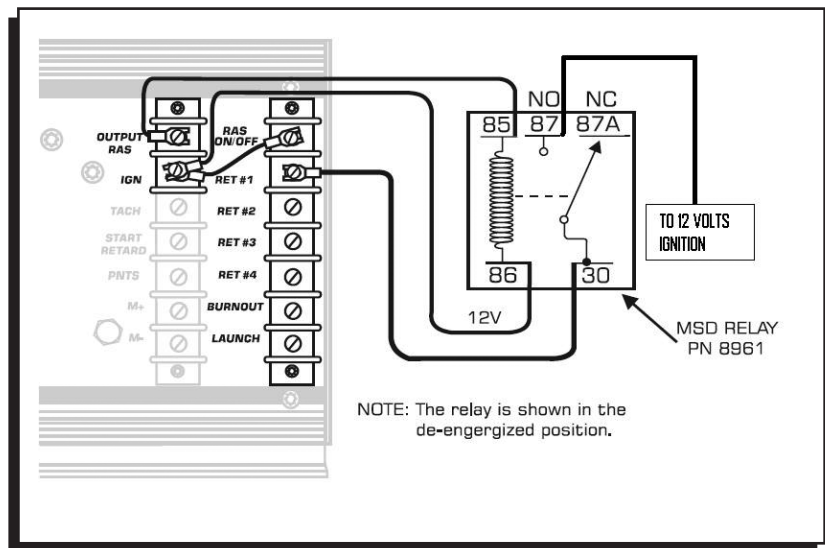 OUTPUT
RAS
RAS
ON/OFF
IGN
RET #1
TACH
RET #2
START
RETARD
RET #3
PNTS
RET #4
M+
BURNOUT
M-
LAUNCH
NO NC
85 87 87A
86 30
12V
TO 12 VOLTS
IGNITION
MSD RELAY
PN 8961
NOTE: The relay is shown in the
de-engergized position.